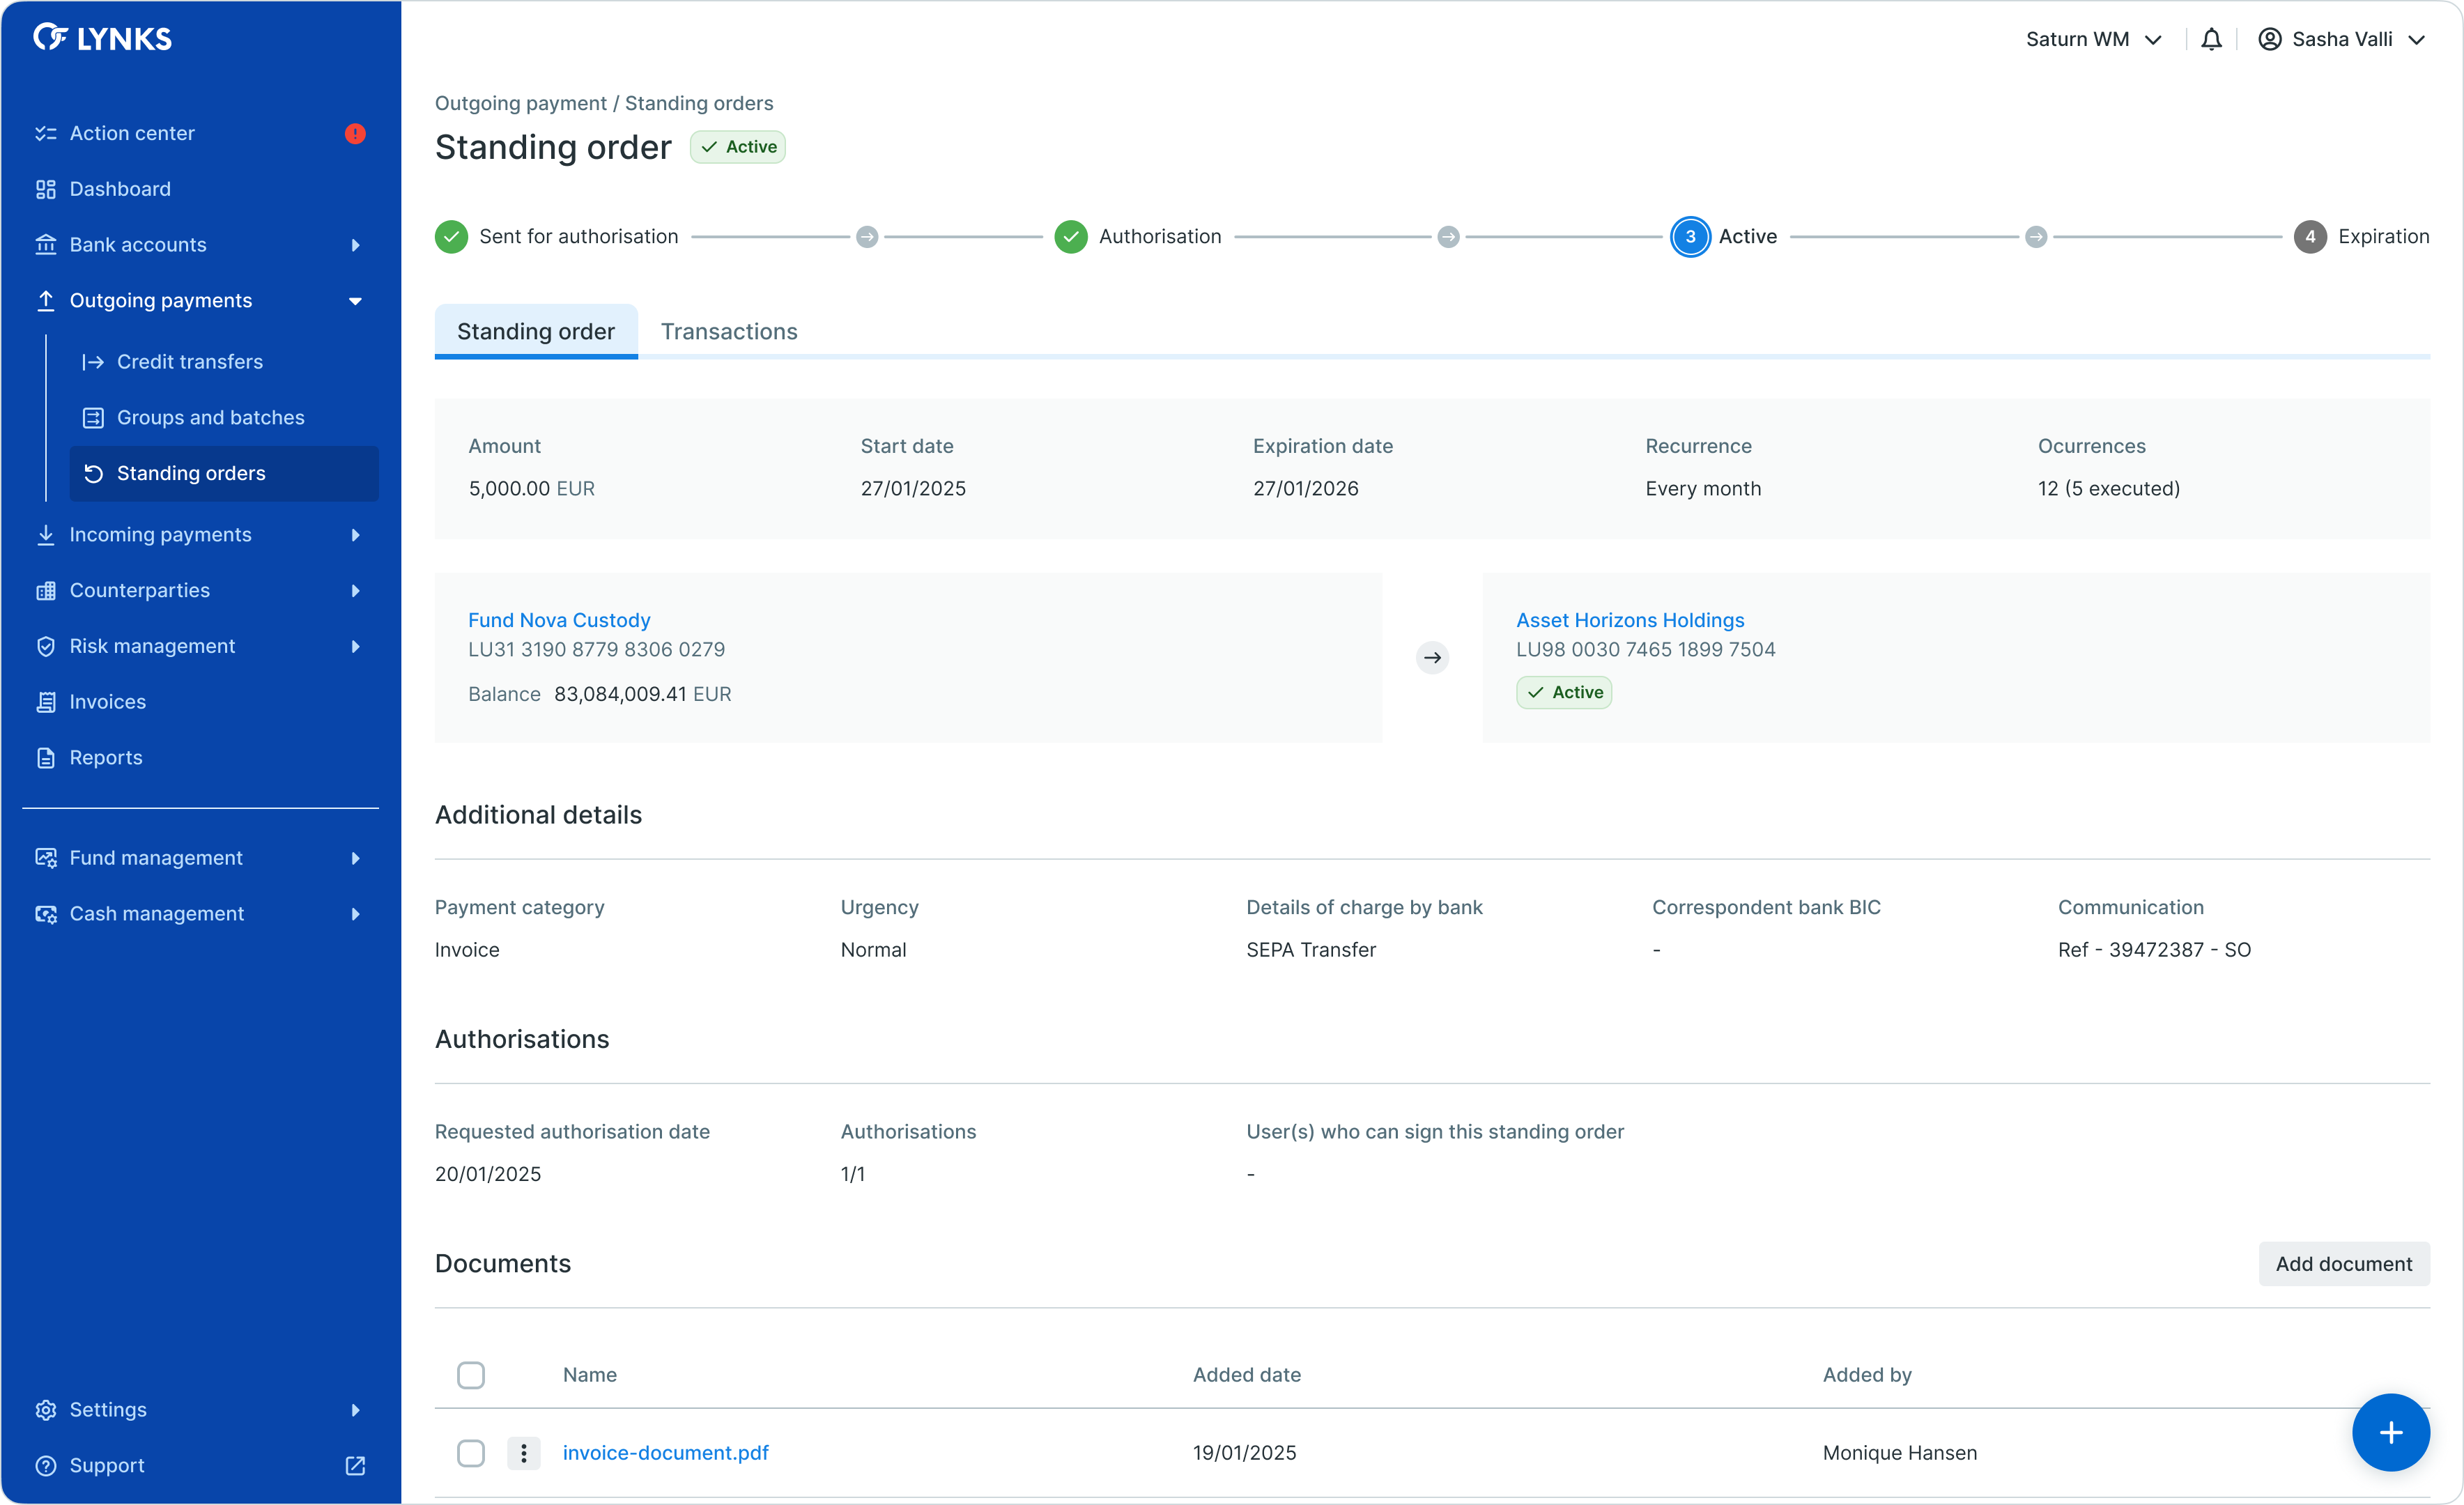 LYNKS
Saturn WM
Sasha Valli
Action center
Dashboard
Bank accounts
Outgoing payments
Credit transfers
Groups and batches
Standing orders
Incoming payments
Counterparties
Risk management
Invoices
Reports
Fund management
Cash management
Settings
Support
Outgoing payment / Standing orders
Standing order Active
Sent for authorisation Authorisation 3 Active 4 Expiration
Standing order Transactions
Amount Start date Expiration date Recurrence Ocurrences
5,000.00 EUR 27/01/2025 27/01/2026 Every month 12 (5 executed)
Fund Nova Custody
LU31 3190 8779 8306 0279
Balance 83,084,009.41 EUR
Asset Horizons Holdings
LU98 0030 7465 1899 7504
Active
Additional details
Payment category Urgency Details of charge by bank Correspondent bank BIC Communication
Invoice Normal SEPA Transfer - Ref - 39472387 - SO
Authorisations
Requested authorisation date Authorisations User(s) who can sign this standing order
20/01/2025 1/1 -
Documents Add document
Name Added date Added by
invoice-document.pdf 19/01/2025 Monique Hansen